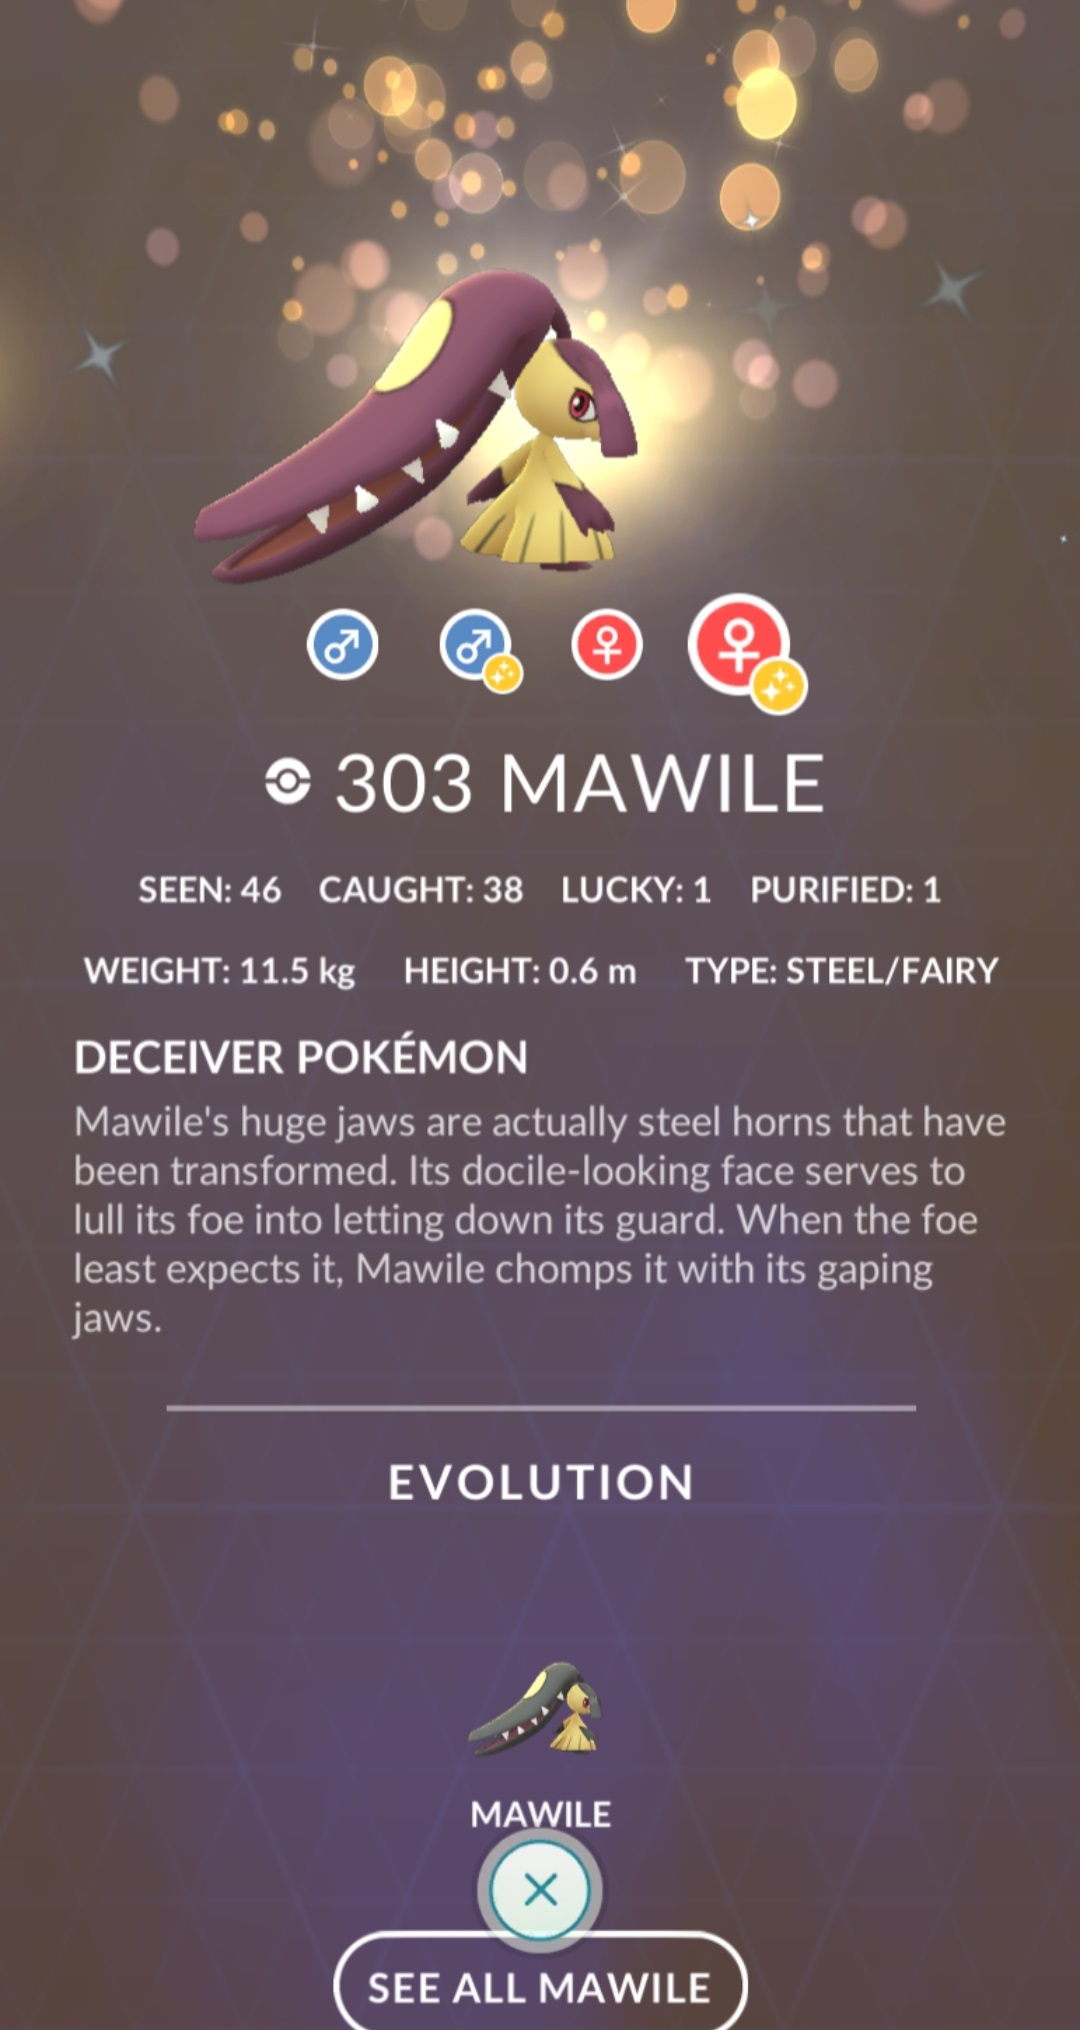 303 MAWILE
SEEN: 46 CAUGHT: 38 LUCKY: 1 PURIFIED: 1
WEIGHT: 11.5 kg HEIGHT: 0.6 m TYPE: STEEL/FAIRY
DECEIVER POKÉMON
Mawile's huge jaws are actually steel horns that have
been transformed. Its docile-looking face serves to
lull its foe into letting down its guard. When the foe
least expects it, Mawile chomps it with its gaping
jaws.
EVOLUTION
MAWILE
SEE ALL MAWILE